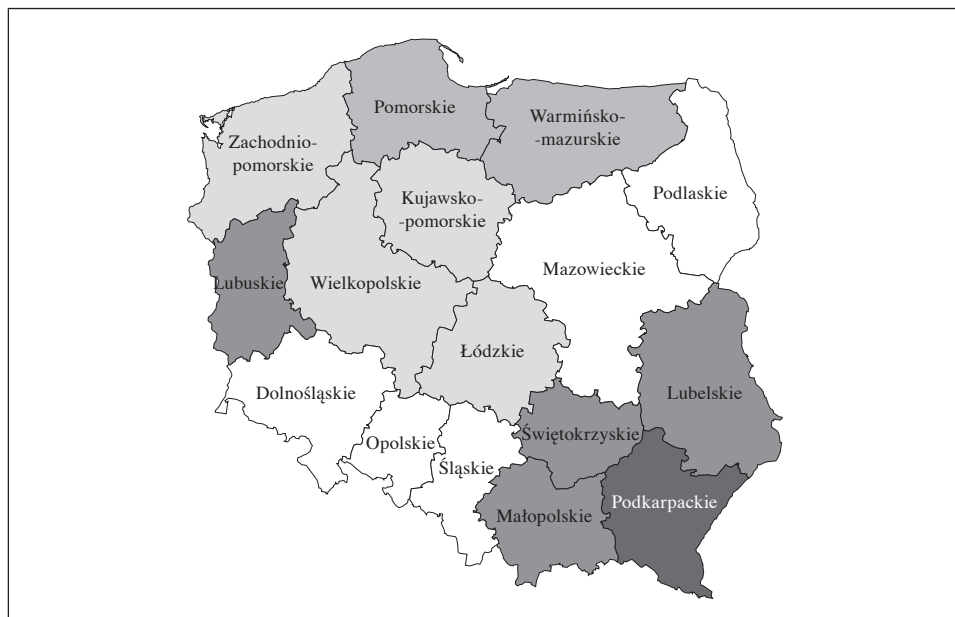 Pomorskie
Warmińsko-
-mazurskie
Zachodnio-
pomorskie
Podlaskie
Kujawsko-
-pomorskie
Mazowieckie
Lubuskie
Wielkopolskie
Łódzkie
Dolnośląskie
Lubelskie
Opolskie
Świętokrzyskie
Śląskie
Podkarpackie
Małopolskie